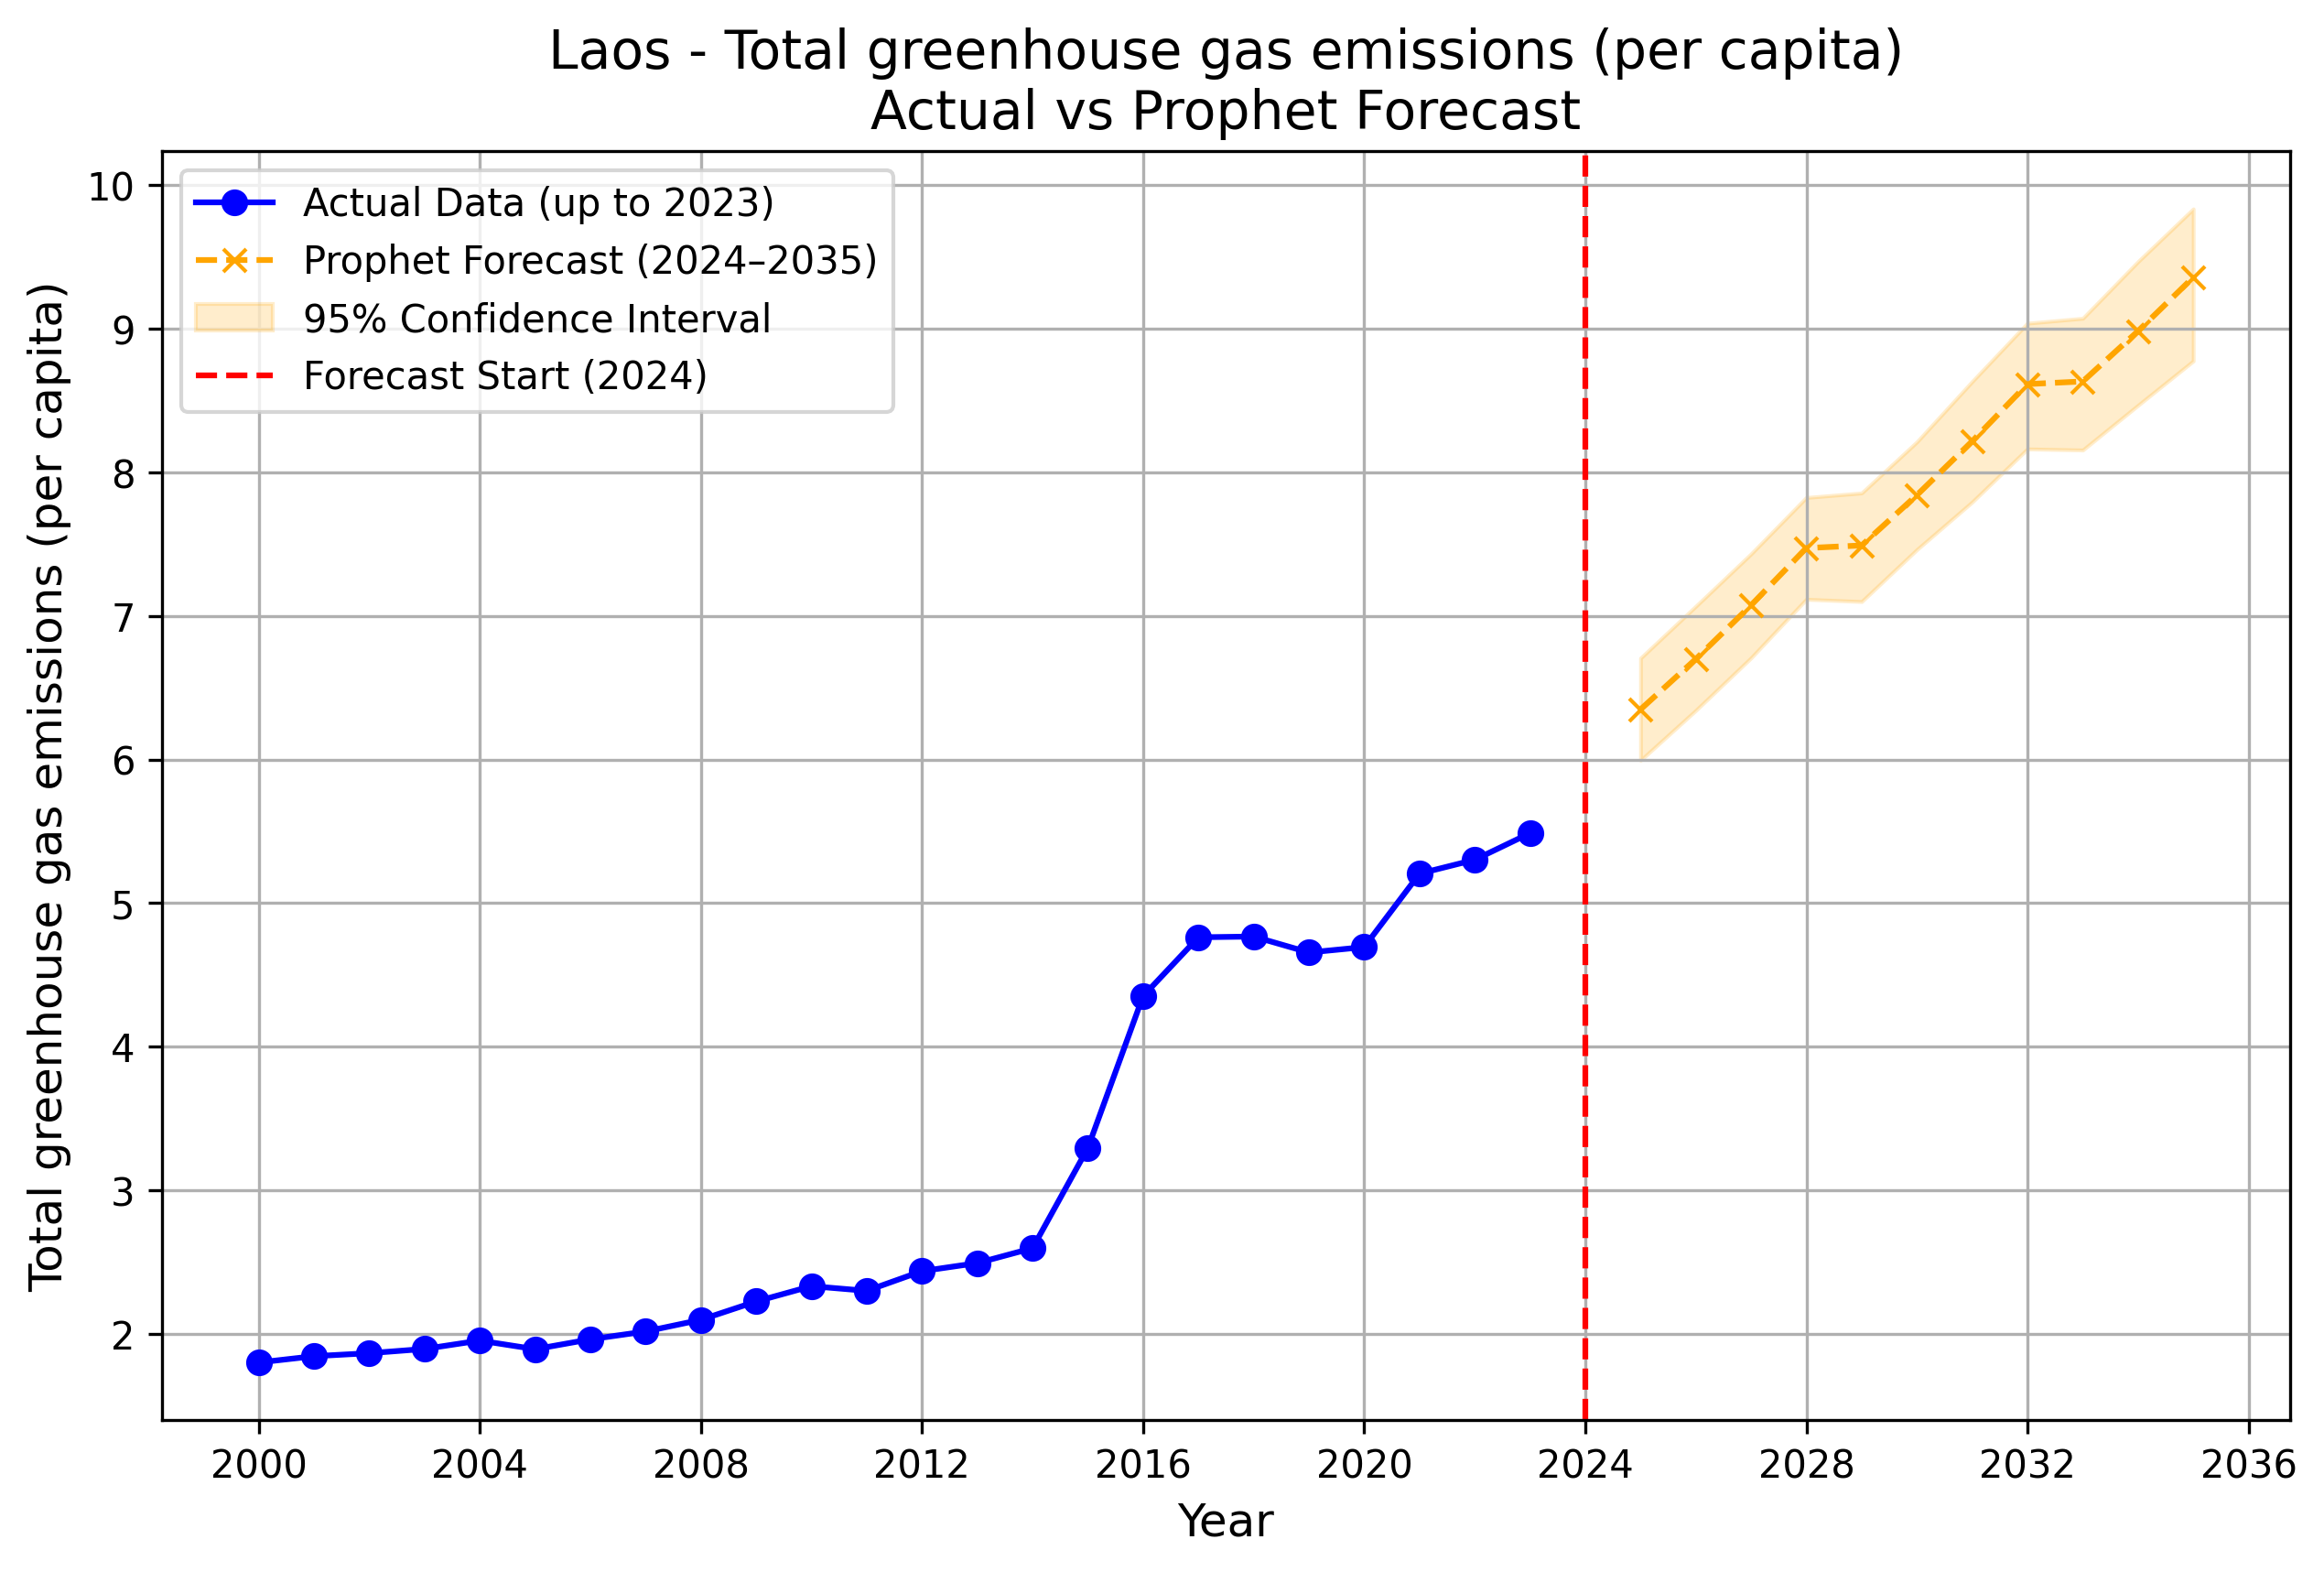 Laos - Total greenhouse gas emissions (per capita)
Actual vs Prophet Forecast
Actual Data (up to 2023)
Prophet Forecast (2024–2035)
95% Confidence Interval
Forecast Start (2024)
Total greenhouse gas emissions (per capita)
10
9
8
7
6
5
4
3
2
2000 2004 2008 2012 2016 2020 2024 2028 2032 2036
Year